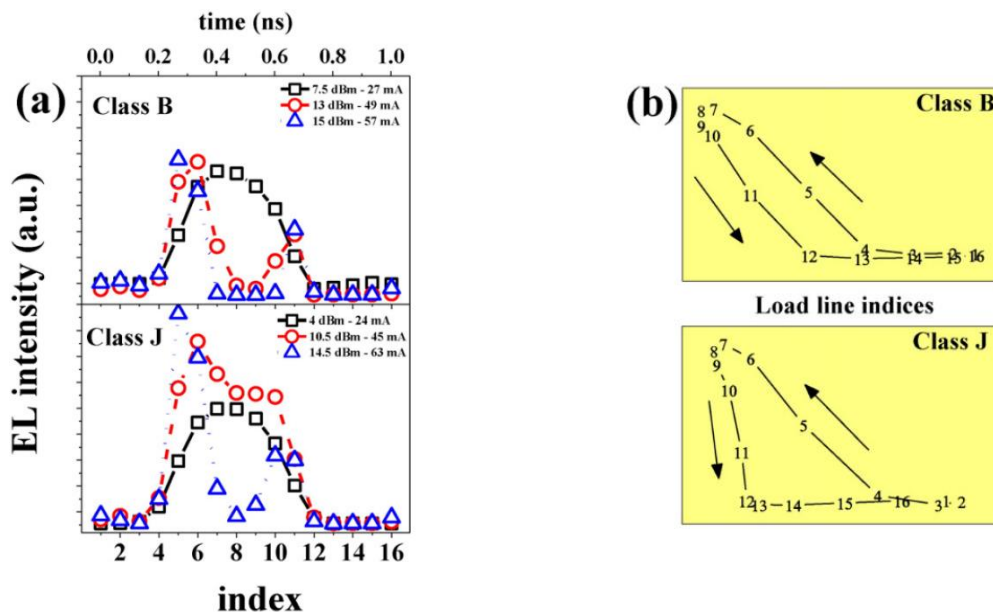 time (ns)
0.0 0.2 0.4 0.6 0.8 1.0
(a)
Class B
7.5 dBm - 27 mA
13 dBm - 49 mA
15 dBm - 57 mA
EL intensity (a.u.)
Class J
4 dBm - 24 mA
10.5 dBm - 45 mA
14.5 dBm - 63 mA
2 4 6 8 10 12 14 16
index
(b)
Class B
8 7
9 10
6
11
5
12 13 4 3 14 2 15 1 16
Load line indices
Class J
8 7
9
6
10
5
11
12 13 14 15 4 16 3 1 2